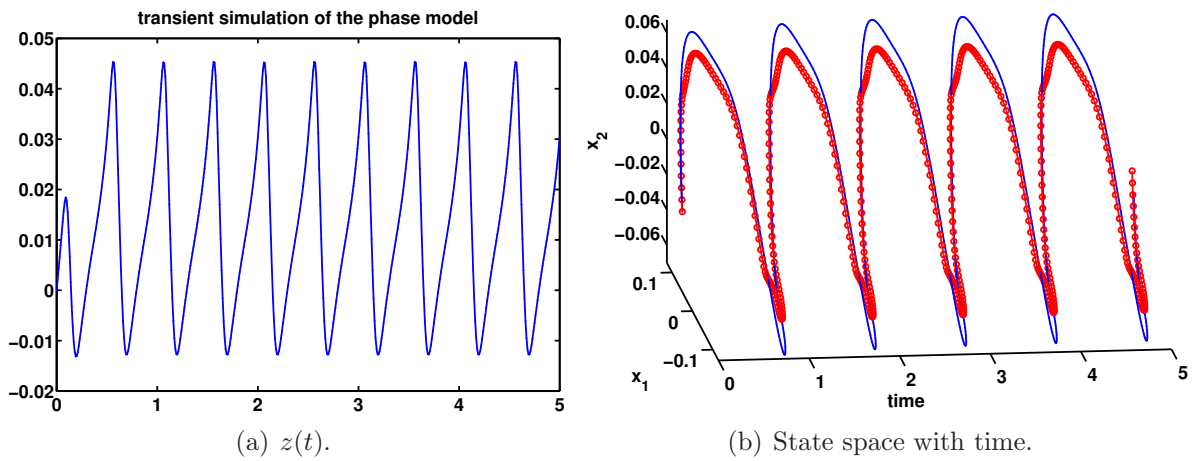 transient simulation of the phase model
0.05
0.04
0.03
0.02
0.01
0
−0.01
−0.02
0 1 2 3 4 5
(a) z(t).
0.06
0.04
0.02
0
−0.02
−0.04
−0.06
x2
0.1
0
−0.1
x1
0 1 2 3 4 5
time
(b) State space with time.